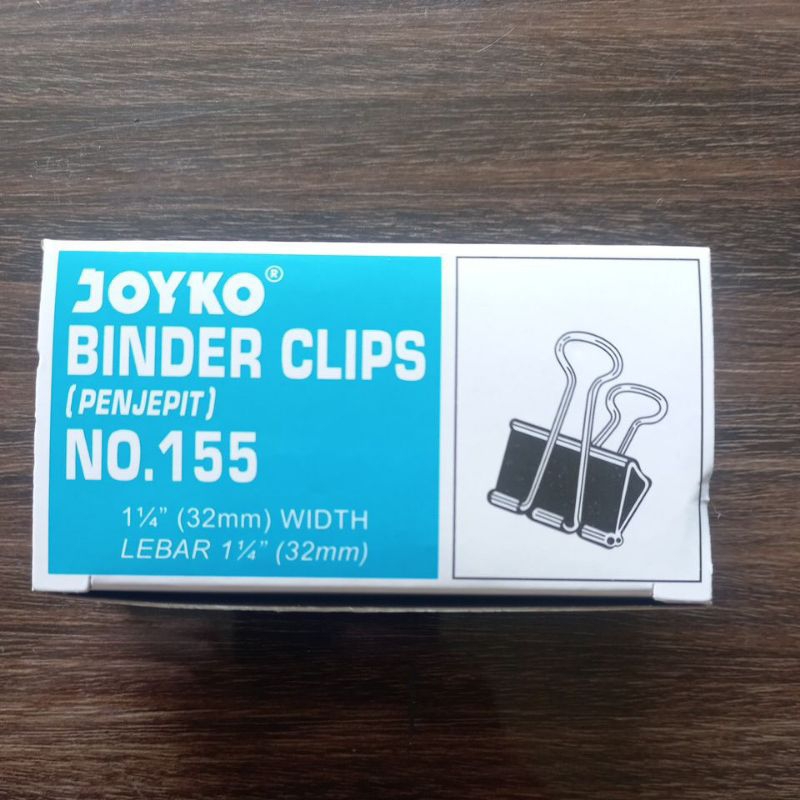 JOYKO®
BINDER CLIPS
(PENJEPIT)
NO.155
1¼" (32mm) WIDTH
LEBAR 1¼" (32mm)